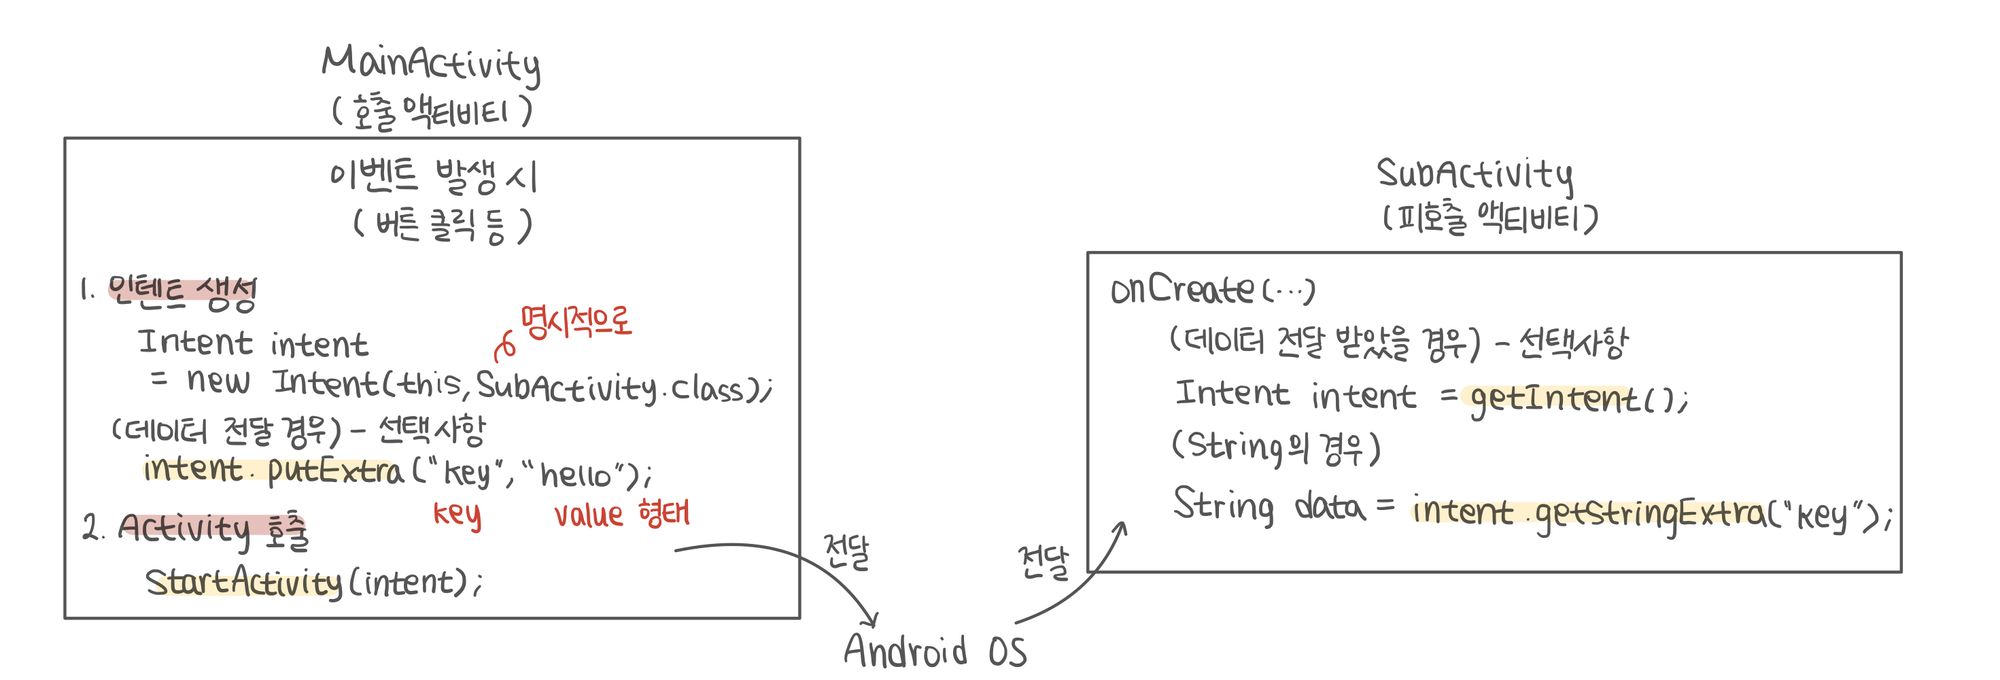 MainActivity
(호출 액티비티)
이벤트 발생 시
(버튼 클릭 등)
1. 인텐트 생성
명시적으로
Intent intent
= new Intent(this, SubActivity.class);
(데이터 전달 경우) - 선택사항
intent.putExtra("key", "hello");
key value 형태
2. Activity 호출
startActivity(intent);
전달
Android OS
전달
SubActivity
(피호출 액티비티)
onCreate(...)
(데이터 전달 받았을 경우) - 선택사항
Intent intent = getIntent();
(String의 경우)
String data = intent.getStringExtra("key");